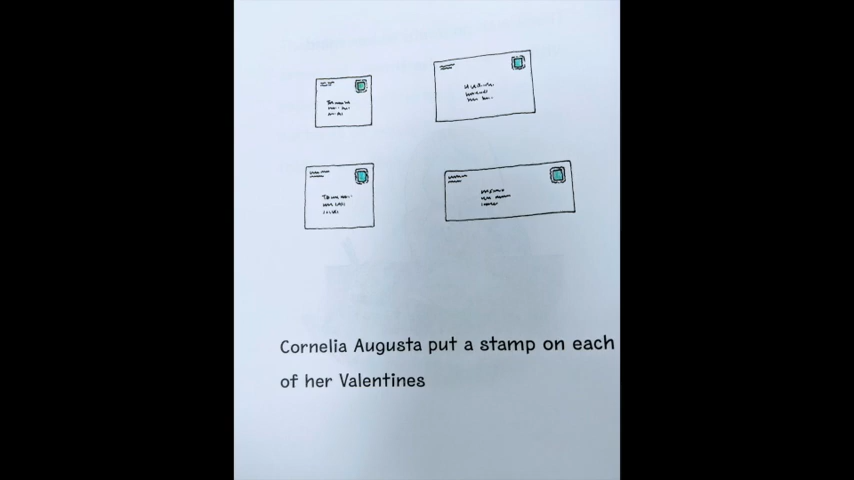 Cornelia Augusta put a stamp on each
of her Valentines